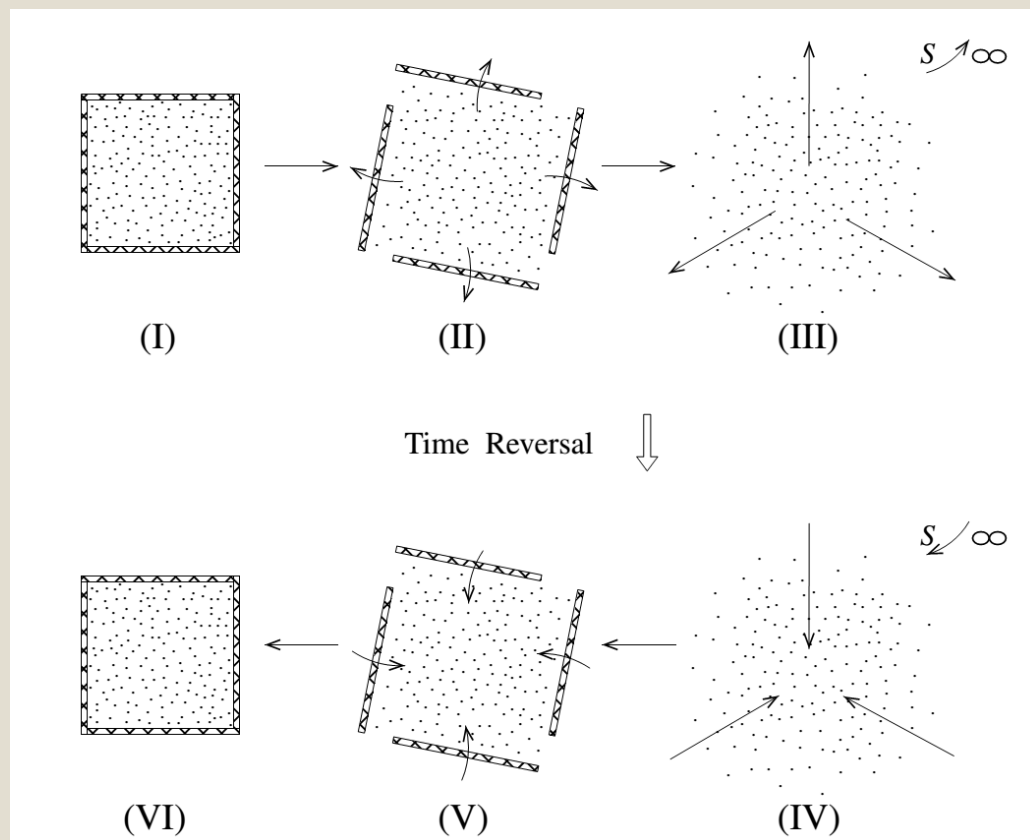 S ∞
(I) (II) (III)
Time Reversal
S ∞
(VI) (V) (IV)